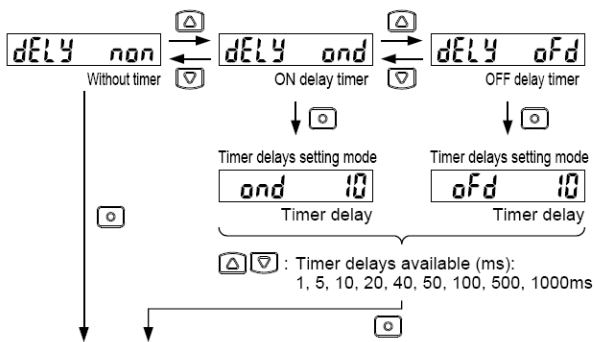 dELY non
dELY ond
dELY oFd
Without timer
ON delay timer
OFF delay timer
Timer delays setting mode
Timer delays setting mode
ond 10
oFd 10
Timer delay
Timer delay
: Timer delays available (ms):
1, 5, 10, 20, 40, 50, 100, 500, 1000ms